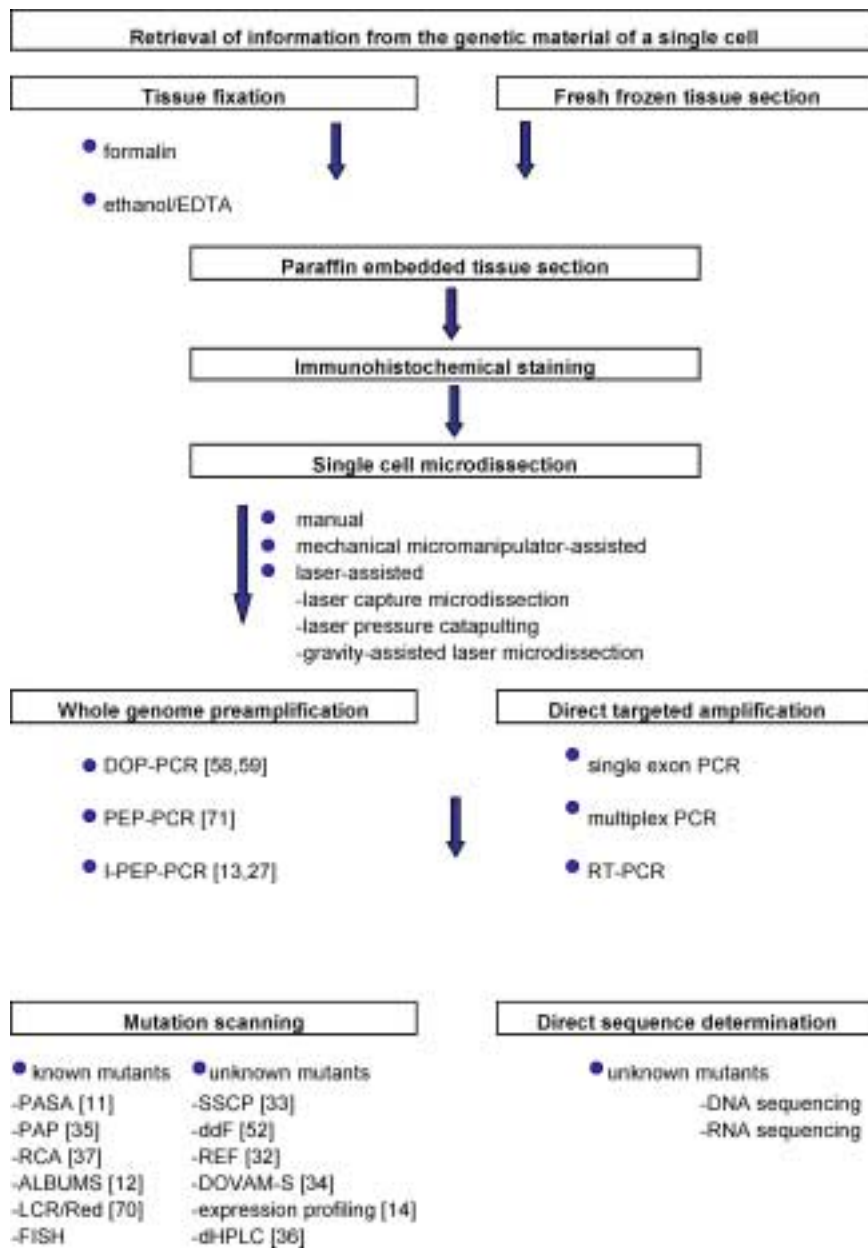 Retrieval of information from the genetic material of a single cell
Tissue fixation
Fresh frozen tissue section
formalin
ethanol/EDTA
Paraffin embedded tissue section
Immunohistochemical staining
Single cell microdissection
manual
mechanical micromanipulator-assisted
laser-assisted
-laser capture microdissection
-laser pressure catapulting
-gravity-assisted laser microdissection
Whole genome preamplification
Direct targeted amplification
DOP-PCR [58,59]
single exon PCR
PEP-PCR [71]
multiplex PCR
I-PEP-PCR [13,27]
RT-PCR
Mutation scanning
Direct sequence determination
known mutants
-PASA [11]
-PAP [35]
-RCA [37]
-ALBUMS [12]
-LCR/Red [70]
-FISH
unknown mutants
-SSCP [33]
-ddF [52]
-REF [32]
-DOVAM-S [34]
-expression profiling [14]
-dHPLC [36]
unknown mutants
-DNA sequencing
-RNA sequencing